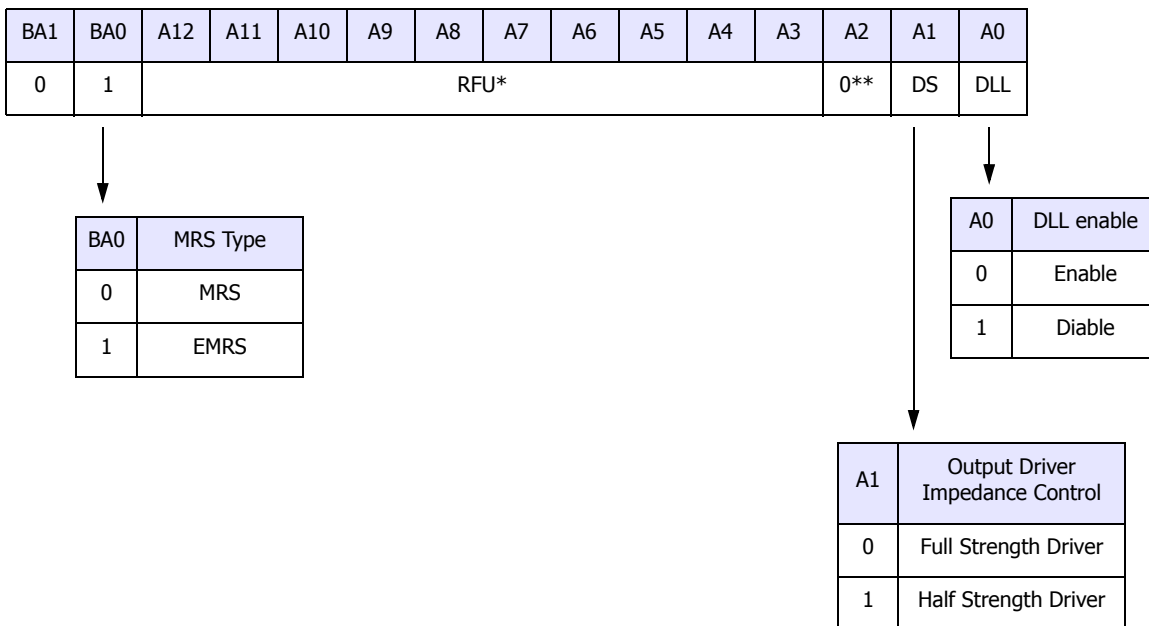 BA1 BA0 A12 A11 A10 A9 A8 A7 A6 A5 A4 A3 A2 A1 A0
0 1 RFU* 0** DS DLL
BA0 MRS Type
0 MRS
1 EMRS
A0 DLL enable
0 Enable
1 Diable
A1 Output Driver
Impedance Control
0 Full Strength Driver
1 Half Strength Driver